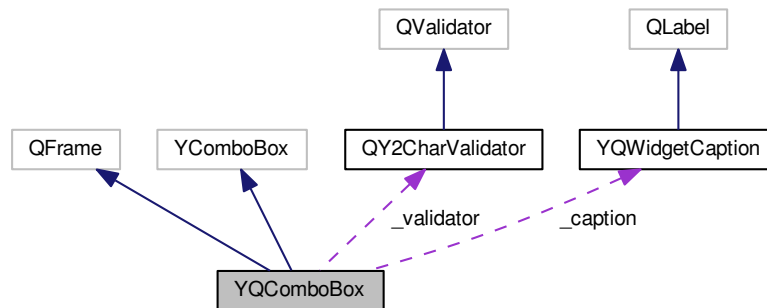 QValidator
QLabel
QFrame
YComboBox
QY2CharValidator
YQWidgetCaption
_validator
_caption
YQComboBox